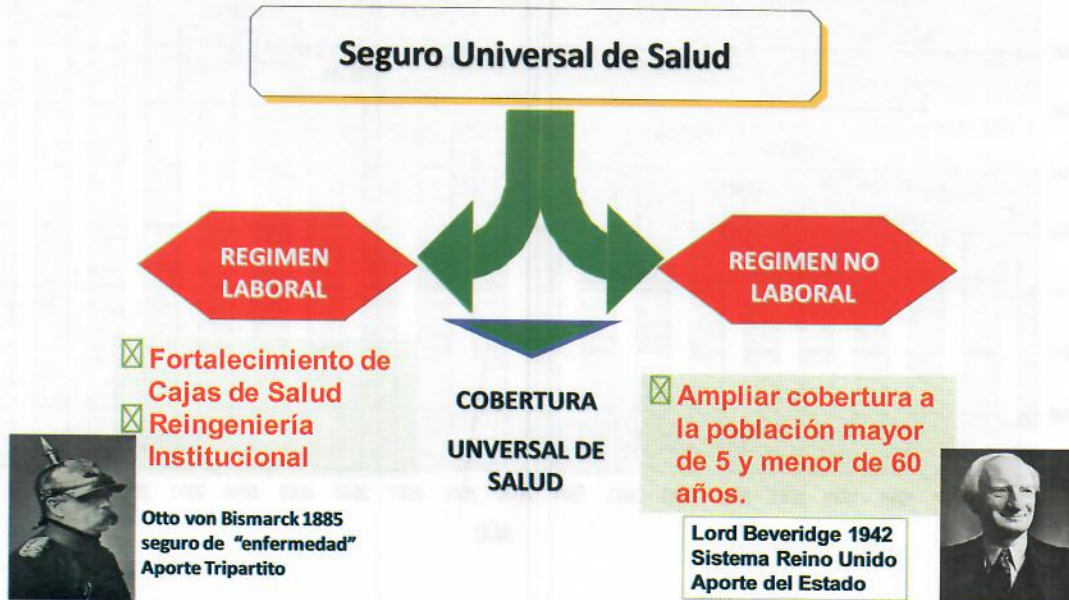 Seguro Universal de Salud
REGIMEN
LABORAL
REGIMEN NO
LABORAL
Fortalecimiento de
Cajas de Salud
Reingeniería
Institucional
COBERTURA
UNVERSAL DE
SALUD
Ampliar cobertura a
la población mayor
de 5 y menor de 60
años.
Otto von Bismarck 1885
seguro de "enfermedad"
Aporte Tripartito
Lord Beveridge 1942
Sistema Reino Unido
Aporte del Estado